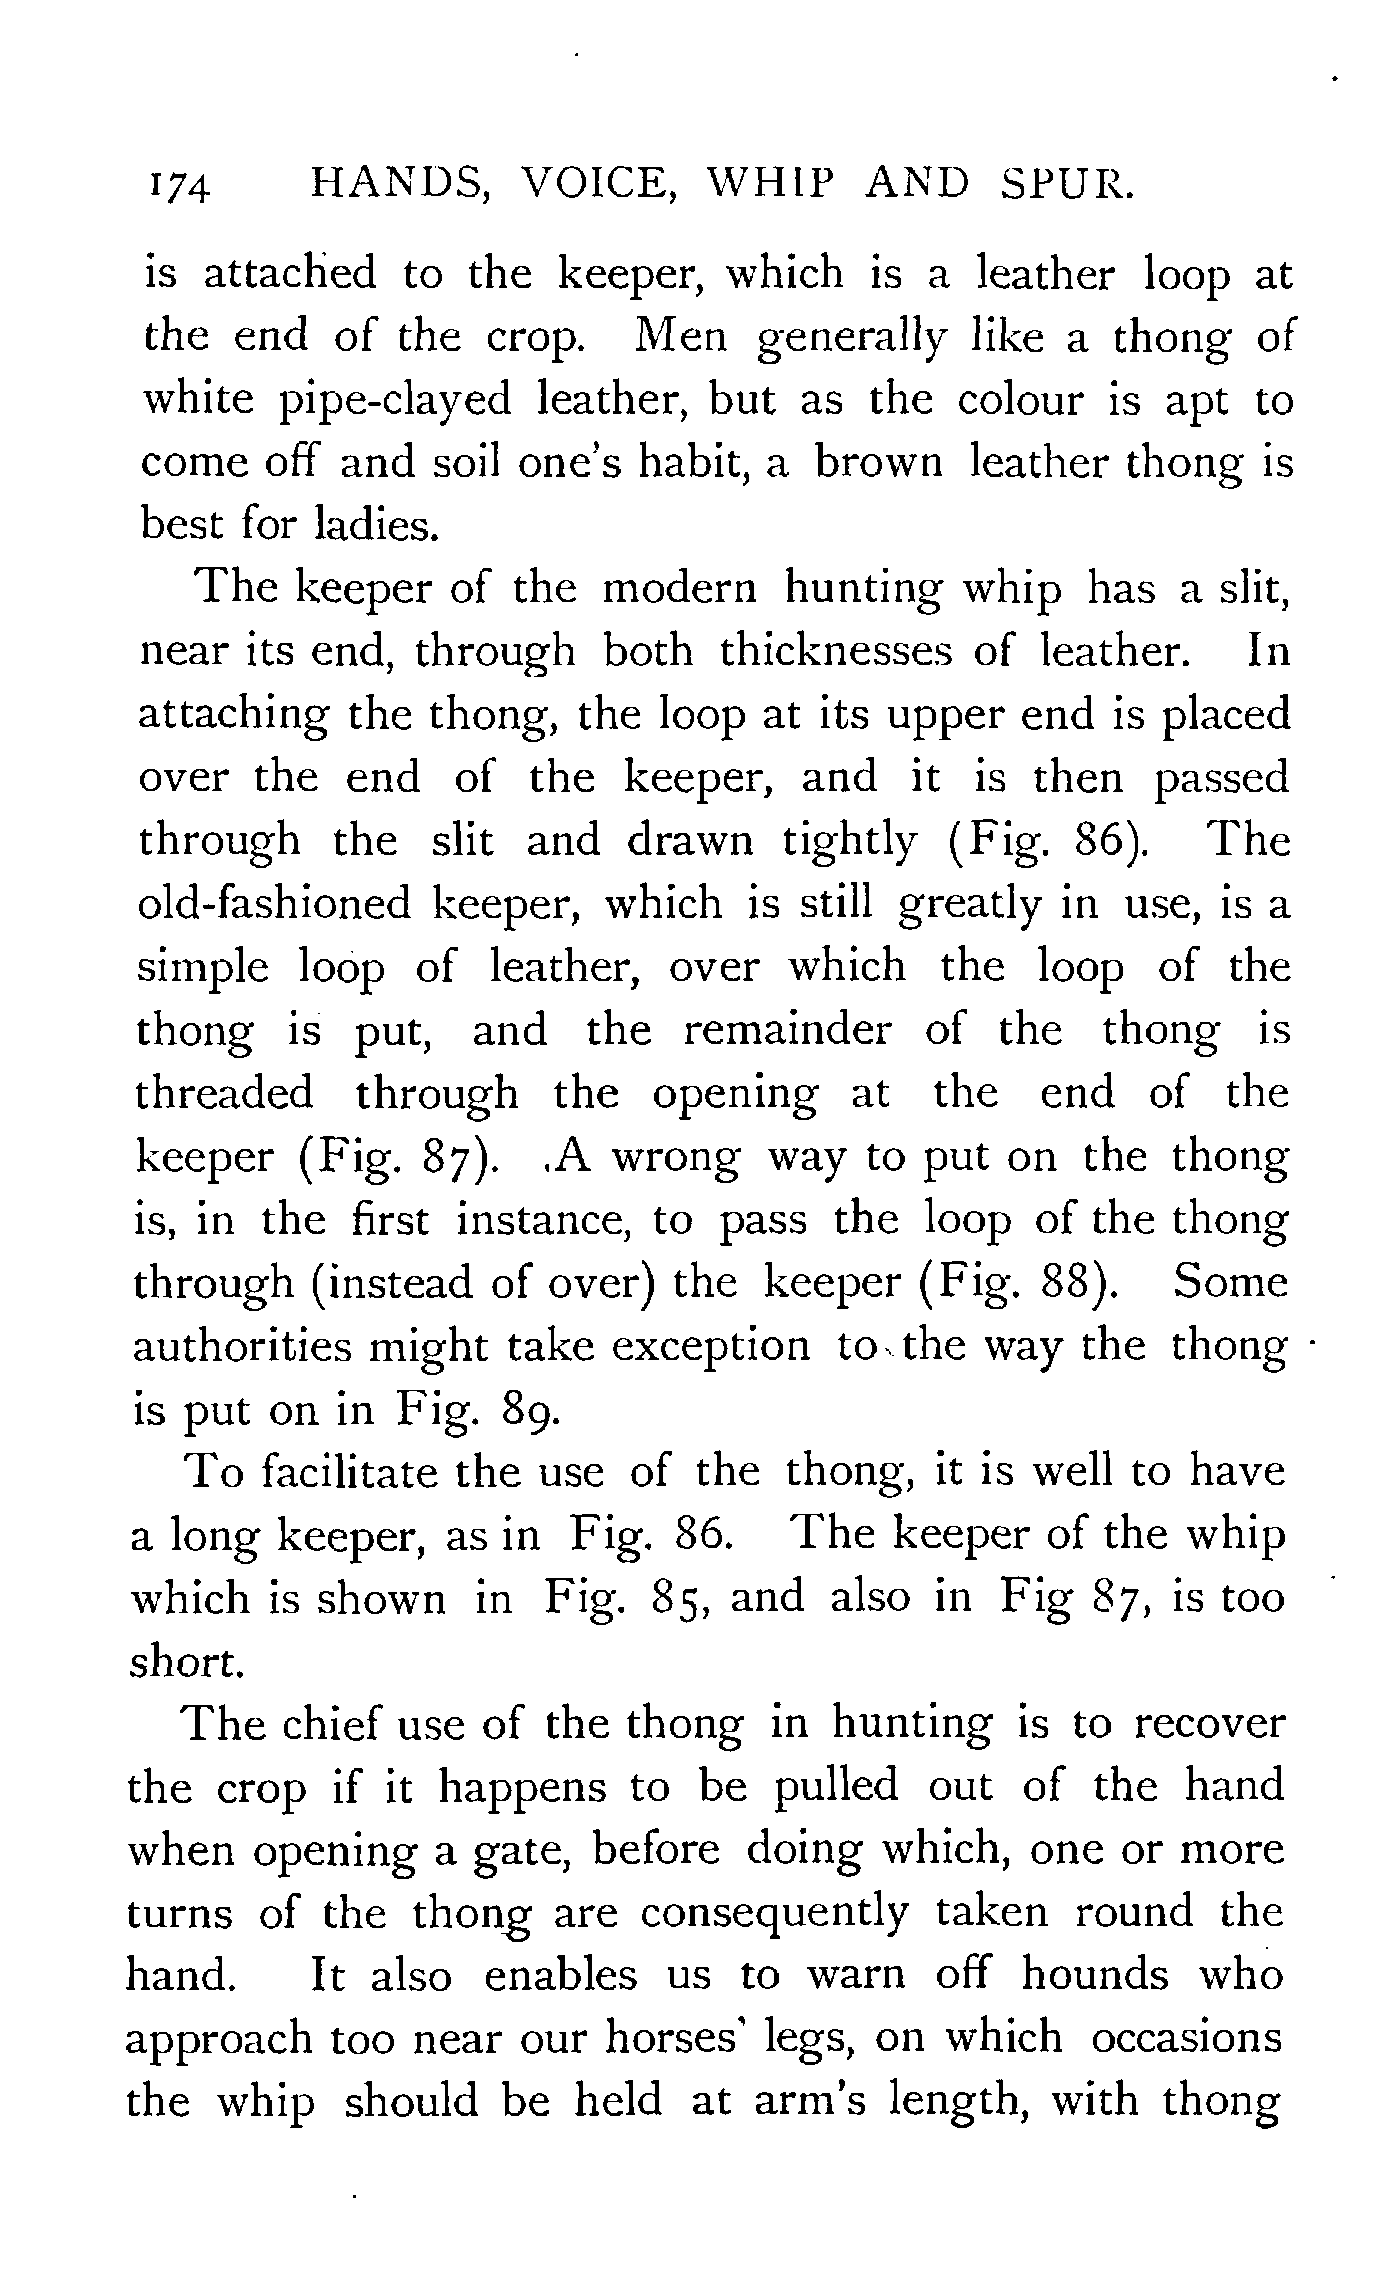 174 HANDS, VOICE, WHIP AND SPUR.
is attached to the keeper, which is a leather loop at
the end of the crop. Men generally like a thong of
white pipe-clayed leather, but as the colour is apt to
come off and soil one's habit, a brown leather thong is
best for ladies.
The keeper of the modern hunting whip has a slit,
near its end, through both thicknesses of leather. In
attaching the thong, the loop at its upper end is placed
over the end of the keeper, and it is then passed
through the slit and drawn tightly (Fig. 86). The
old-fashioned keeper, which is still greatly in use, is a
simple loop of leather, over which the loop of the
thong is put, and the remainder of the thong is
threaded through the opening at the end of the
keeper (Fig. 87). A wrong way to put on the thong
is, in the first instance, to pass the loop of the thong
through (instead of over) the keeper (Fig. 88). Some
authorities might take exception to the way the thong
is put on in Fig. 89.
To facilitate the use of the thong, it is well to have
a long keeper, as in Fig. 86. The keeper of the whip
which is shown in Fig. 85, and also in Fig 87, is too
short.
The chief use of the thong in hunting is to recover
the crop if it happens to be pulled out of the hand
when opening a gate, before doing which, one or more
turns of the thong are consequently taken round the
hand. It also enables us to warn off hounds who
approach too near our horses' legs, on which occasions
the whip should be held at arm's length, with thong